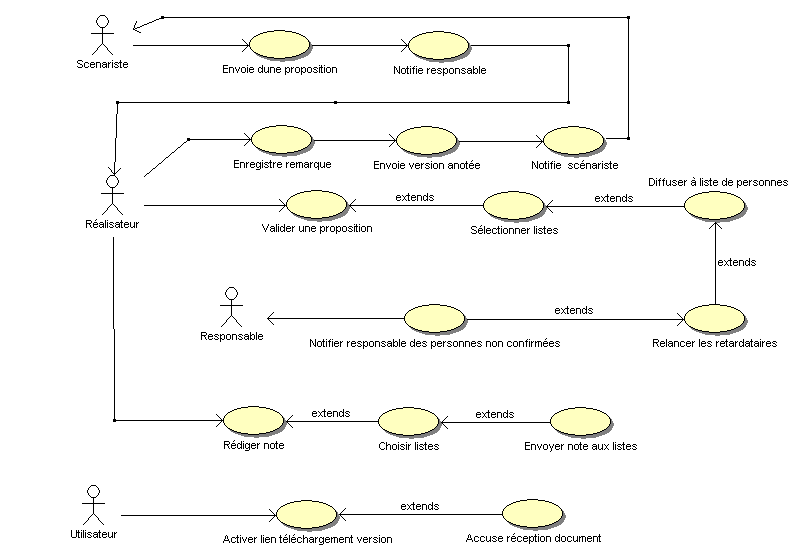 Scenariste
Envoie dune proposition
Notifie responsable
Enregistre remarque
Envoie version anotée
Notifie scénariste
Diffuser à liste de personnes
Réalisateur
extends
extends
Valider une proposition
Sélectionner listes
extends
Responsable
extends
Notifier responsable des personnes non confirmées
Relancer les retardataires
extends
extends
Rédiger note
Choisir listes
Envoyer note aux listes
Utilisateur
extends
Activer lien téléchargement version
Accuse réception document